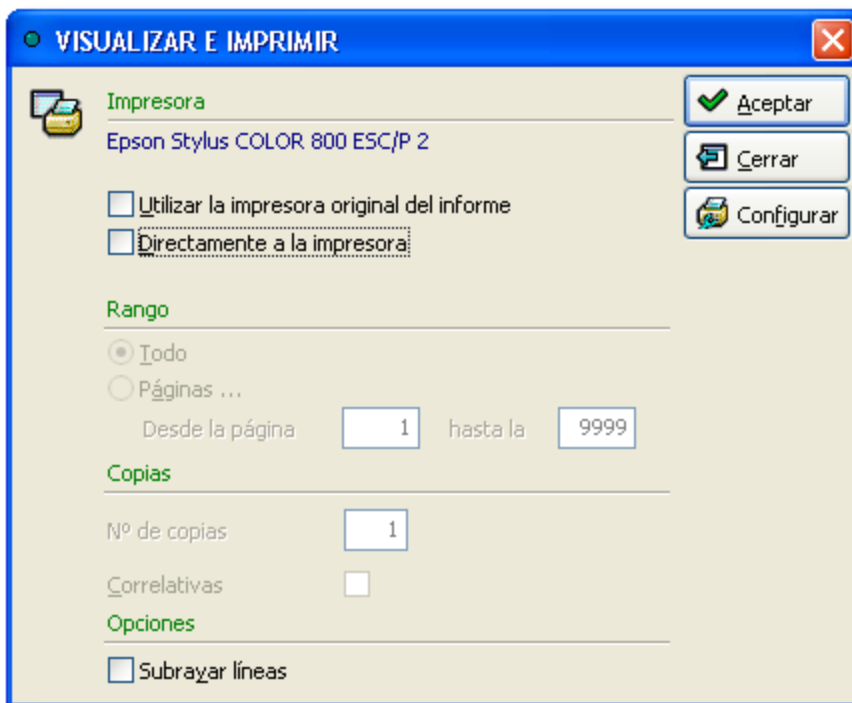 VISUALIZAR E IMPRIMIR
Impresora
Epson Stylus COLOR 800 ESC/P 2
Utilizar la impresora original del informe
Directamente a la impresora
Aceptar
Cerrar
Configurar
Rango
Todo
Páginas ...
Desde la página 1 hasta la 9999
Copias
Nº de copias 1
Correlativas
Opciones
Subrayar líneas